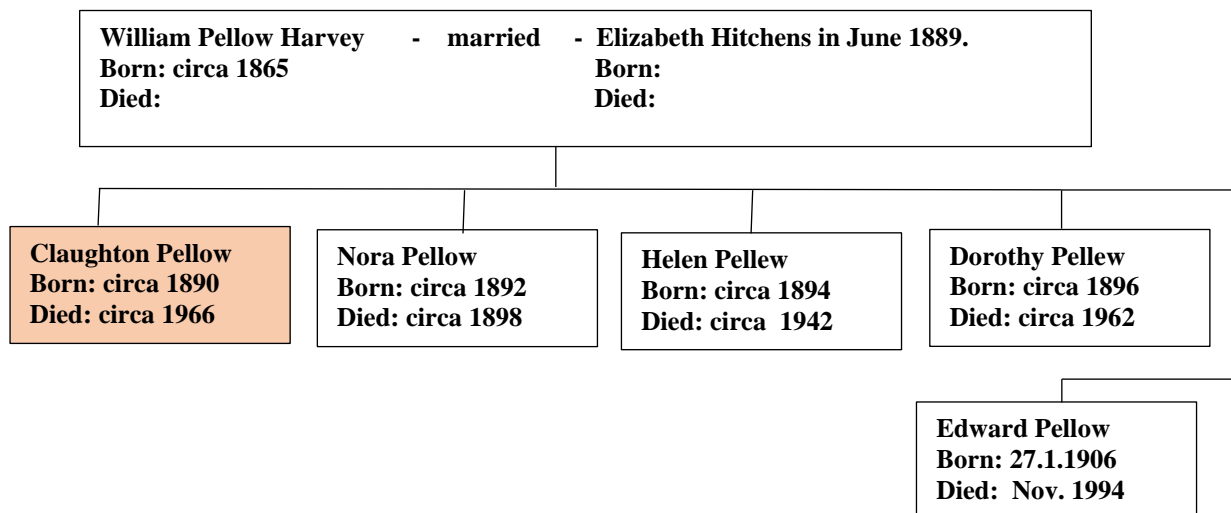 William Pellow Harvey - married - Elizabeth Hitchens in June 1889.
Born: circa 1865 Born:
Died: Died:
Claughton Pellow
Born: circa 1890
Died: circa 1966
Nora Pellow
Born: circa 1892
Died: circa 1898
Helen Pellew
Born: circa 1894
Died: circa 1942
Dorothy Pellew
Born: circa 1896
Died: circa 1962
Edward Pellow
Born: 27.1.1906
Died: Nov. 1994